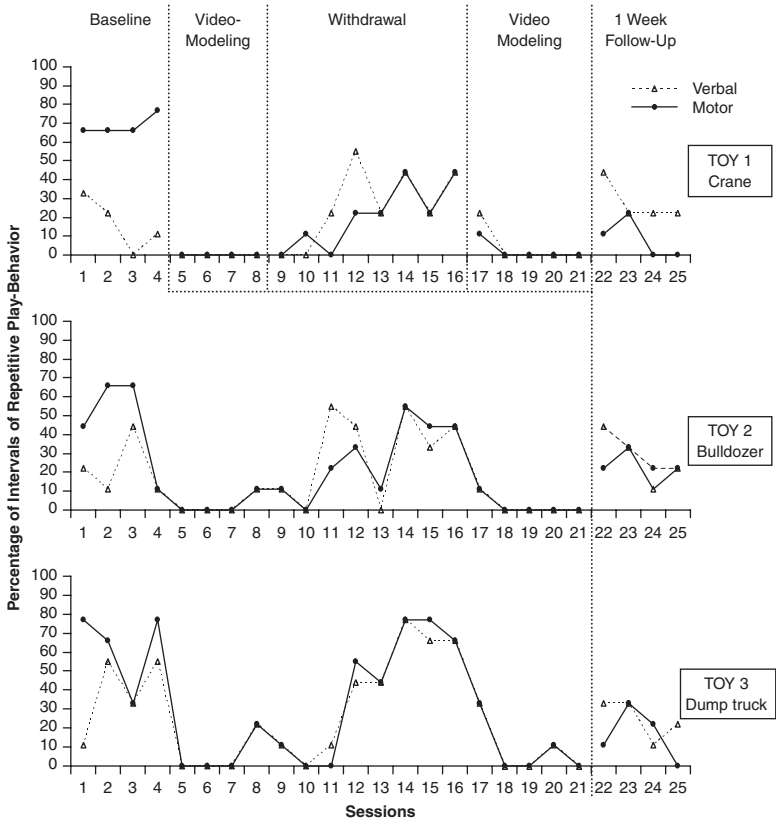 Baseline
Video-
Modeling
Withdrawal
Video
Modeling
1 Week
Follow-Up
Percentage of Intervals of Repetitive Play-Behavior
100
90
80
70
60
50
40
30
20
10
0
1 2 3 4 5 6 7 8 9 10 11 12 13 14 15 16 17 18 19 20 21 22 23 24 25
Verbal
Motor
TOY 1
Crane
100
90
80
70
60
50
40
30
20
10
0
1 2 3 4 5 6 7 8 9 10 11 12 13 14 15 16 17 18 19 20 21 22 23 24 25
TOY 2
Bulldozer
100
90
80
70
60
50
40
30
20
10
0
1 2 3 4 5 6 7 8 9 10 11 12 13 14 15 16 17 18 19 20 21 22 23 24 25
TOY 3
Dump truck
Sessions